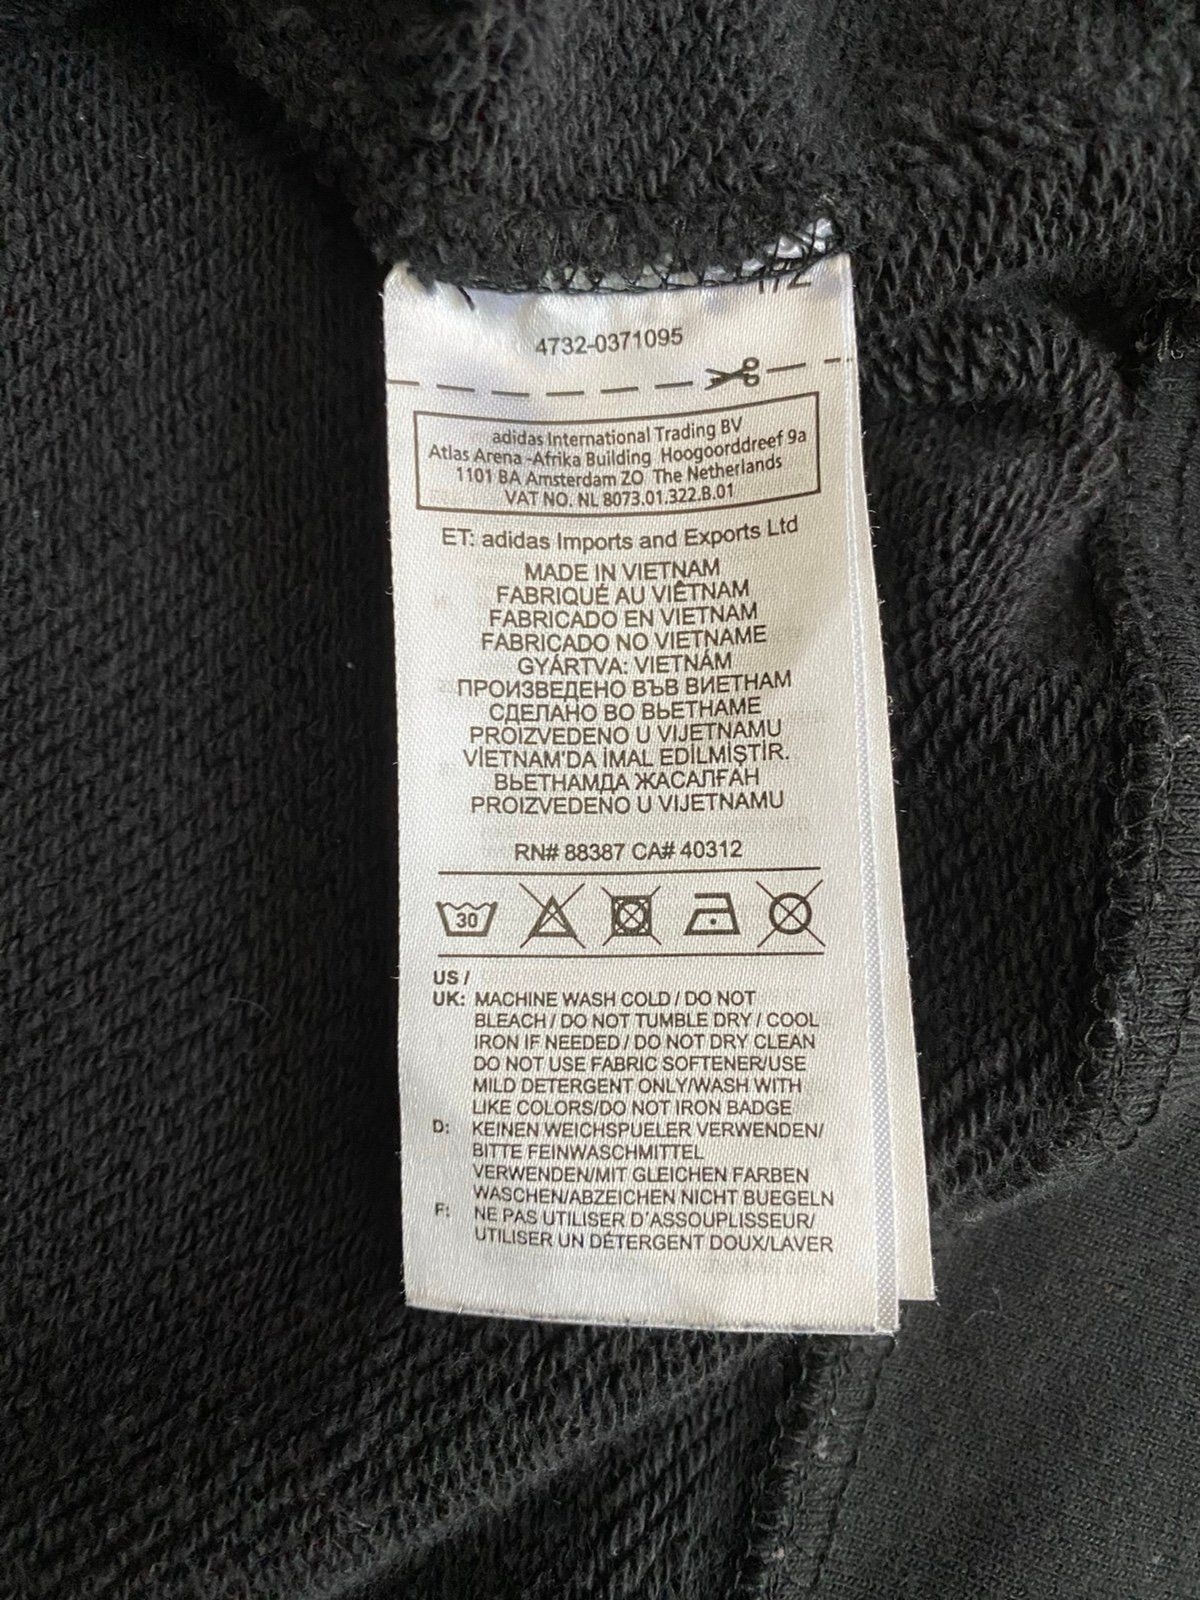 4732-0371095
adidas International Trading BV
Atlas Arena -Afrika Building Hoogoorddreef 9a
1101 BA Amsterdam ZO The Netherlands
VAT NO. NL 8073.01.322.B.01
ET: adidas Imports and Exports Ltd
MADE IN VIETNAM
FABRIQUÉ AU VIÊTNAM
FABRICADO EN VIETNAM
FABRICADO NO VIETNAME
GYÁRTVA: VIETNÁM
ПРОИЗВЕДЕНО ВЪВ ВИЕТНАМ
СДЕЛАНО ВО ВЬЕТНАМЕ
PROIZVEDENO U VIJETNAMU
VİETNAM'DA İMAL EDİLMİŞTİR.
ВЬЕТНАМДА ЖАСАЛҒАН
PROIZVEDENO U VIJETNAMU
RN# 88387 CA# 40312
30
US /
UK: MACHINE WASH COLD / DO NOT
BLEACH / DO NOT TUMBLE DRY / COOL
IRON IF NEEDED / DO NOT DRY CLEAN
DO NOT USE FABRIC SOFTENER/USE
MILD DETERGENT ONLY/WASH WITH
LIKE COLORS/DO NOT IRON BADGE
D: KEINEN WEICHSPUELER VERWENDEN/
BITTE FEINWASCHMITTEL
VERWENDEN/MIT GLEICHEN FARBEN
WASCHEN/ABZEICHEN NICHT BUEGELN
F: NE PAS UTILISER D'ASSOUPLISSEUR/
UTILISER UN DÉTERGENT DOUX/LAVER